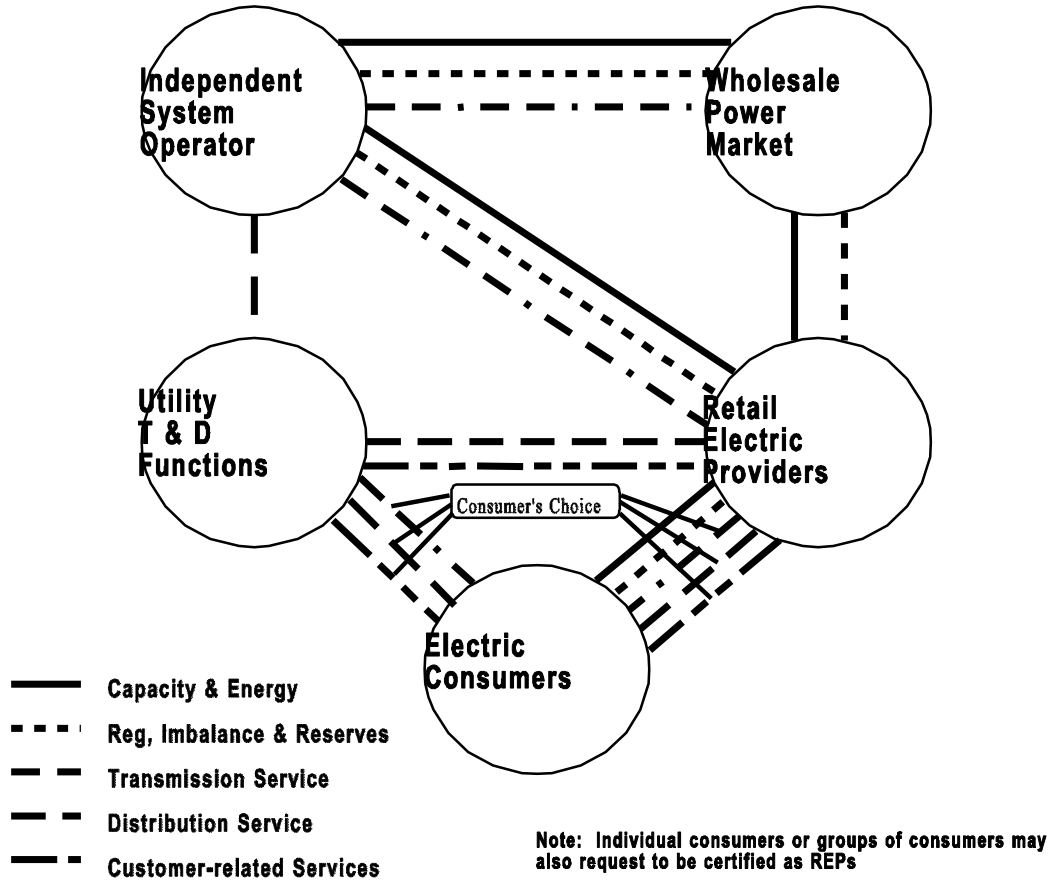 Independent
System
Operator
Wholesale
Power
Market
Utility
T & D
Functions
Retail
Electric
Providers
Consumer's Choice
Electric
Consumers
Capacity & Energy
Reg, Imbalance & Reserves
Transmission Service
Distribution Service
Customer-related Services
Note: Individual consumers or groups of consumers may
also request to be certified as REPs